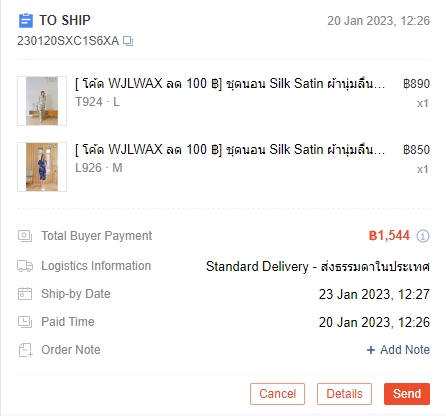 TO SHIP
20 Jan 2023, 12:26
230120SXC1S6XA
[ โค้ด WJLWAX ลด 100 ฿] ชุดนอน Silk Satin ผ้านุ่มลื่น...
฿890
T924 · L
x1
[ โค้ด WJLWAX ลด 100 ฿] ชุดนอน Silk Satin ผ้านุ่มลื่น...
฿850
L926 · M
x1
Total Buyer Payment
฿1,544
Logistics Information
Standard Delivery - ส่งธรรมดาในประเทศ
Ship-by Date
23 Jan 2023, 12:27
Paid Time
20 Jan 2023, 12:26
Order Note
+ Add Note
Cancel
Details
Send